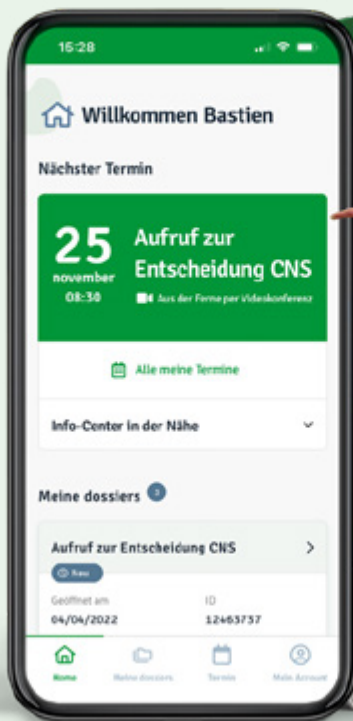 15:28
Willkommen Bastien
Nächster Termin
25
november
08:30
Aufruf zur
Entscheidung CNS
Aus der Ferne per Videokonferenz
Alle meine Termine
Info-Center in der Nähe
Meine dossiers 3
Aufruf zur Entscheidung CNS
Neu
Geöffnet am
04/04/2022
ID
12463737
Home
Meine dossiers
Termin
Mein Account